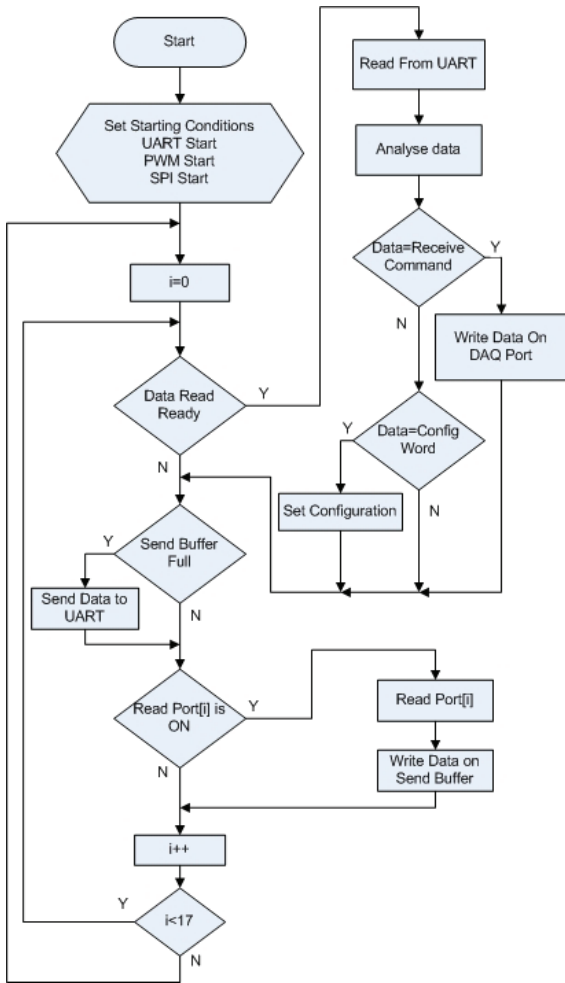 Start
Set Starting Conditions
UART Start
PWM Start
SPI Start
i=0
Data Read
Ready
Y
N
Read From UART
Analyse data
Data=Receive
Command
Y
N
Write Data On
DAQ Port
Data=Config
Word
Y
N
Set Configuration
Send Buffer
Full
Y
N
Send Data to
UART
Read Port[i] is
ON
Y
N
Read Port[i]
Write Data on
Send Buffer
i++
i<17
Y
N